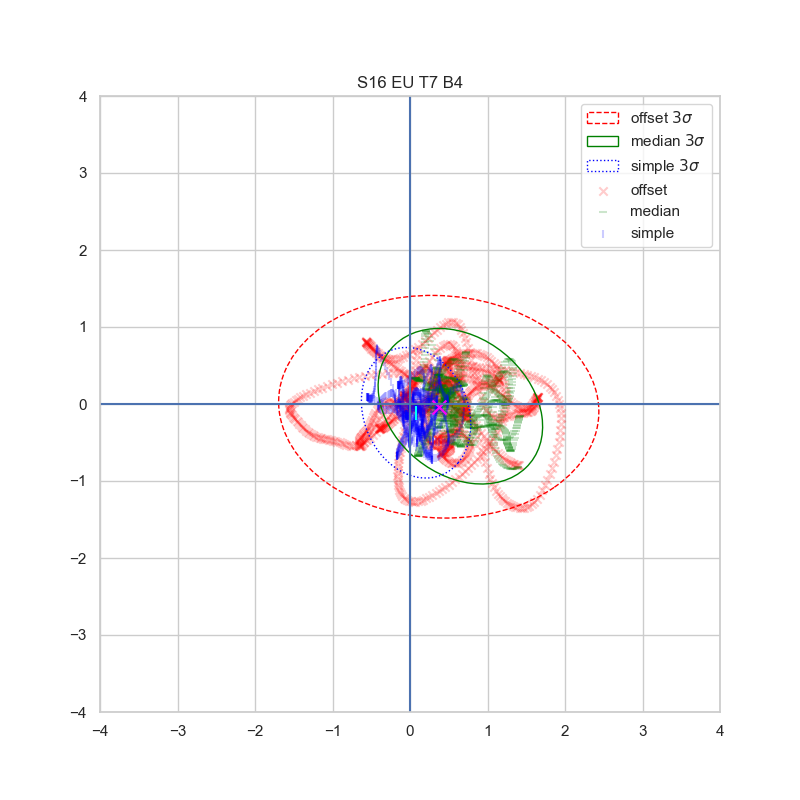 S16 EU T7 B4
offset 3σ
median 3σ
simple 3σ
offset
median
simple
4
3
2
1
0
−1
−2
−3
−4
−4 −3 −2 −1 0 1 2 3 4